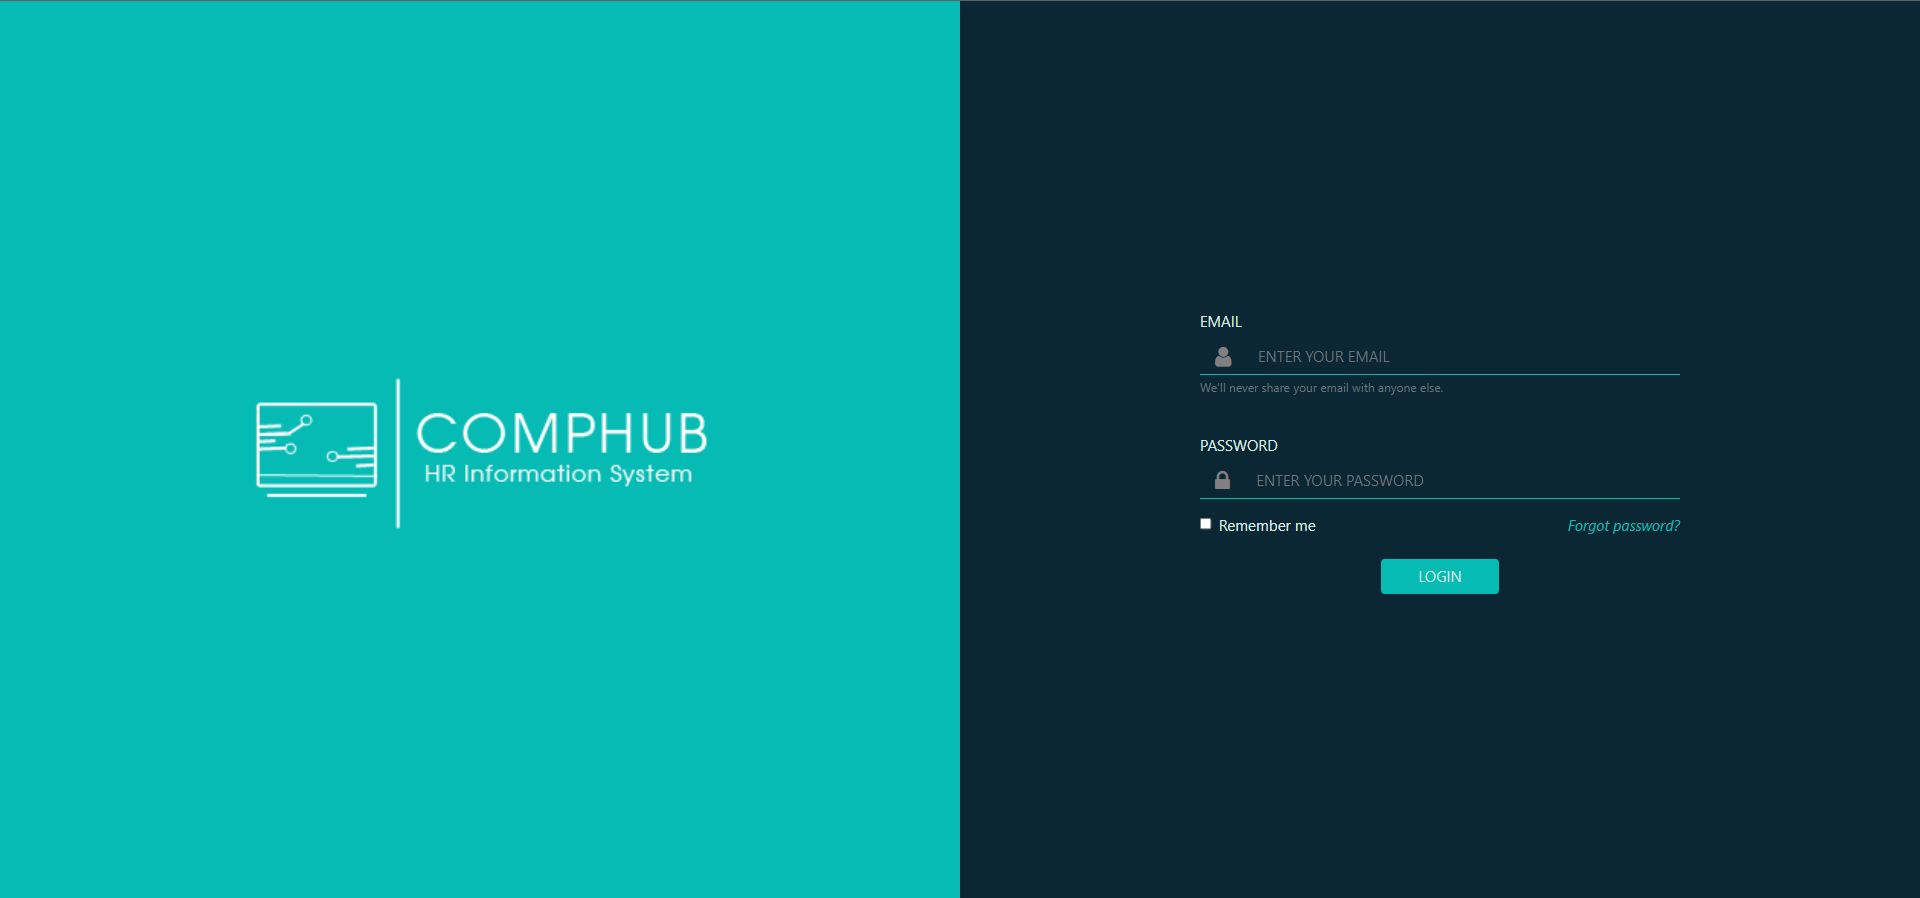 COMPHUB
HR Information System
EMAIL
ENTER YOUR EMAIL
We'll never share your email with anyone else.
PASSWORD
ENTER YOUR PASSWORD
Remember me
Forgot password?
LOGIN